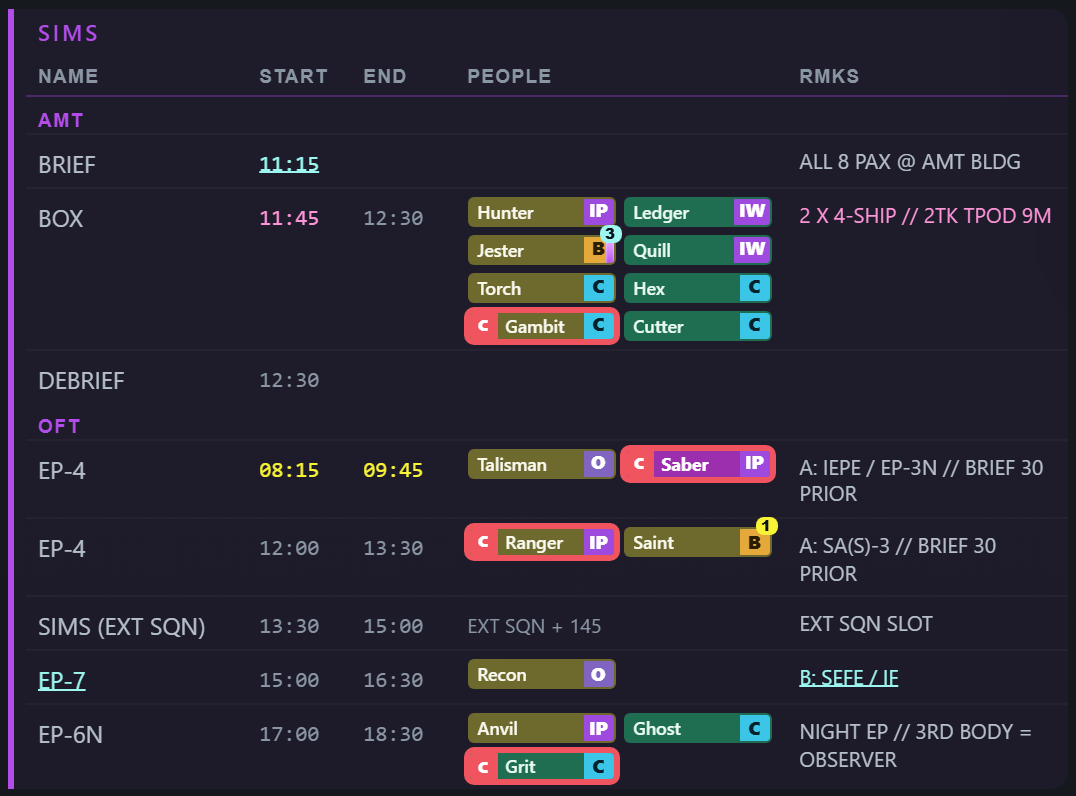 SIMS
NAME START END PEOPLE RMKS
AMT
BRIEF 11:15 ALL 8 PAX @ AMT BLDG
BOX 11:45 12:30 Hunter IP Ledger IW 2 X 4-SHIP // 2TK TPOD 9M
3
Jester B Quill IW
Torch C Hex C
C Gambit C Cutter C
DEBRIEF 12:30
OFT
EP-4 08:15 09:45 Talisman O C Saber IP A: IEPE / EP-3N // BRIEF 30
PRIOR
1
EP-4 12:00 13:30 C Ranger IP Saint B A: SA(S)-3 // BRIEF 30
PRIOR
SIMS (EXT SQN) 13:30 15:00 EXT SQN + 145 EXT SQN SLOT
EP-7 15:00 16:30 Recon O B: SEFE / IF
EP-6N 17:00 18:30 Anvil IP Ghost C NIGHT EP // 3RD BODY =
C Grit C OBSERVER